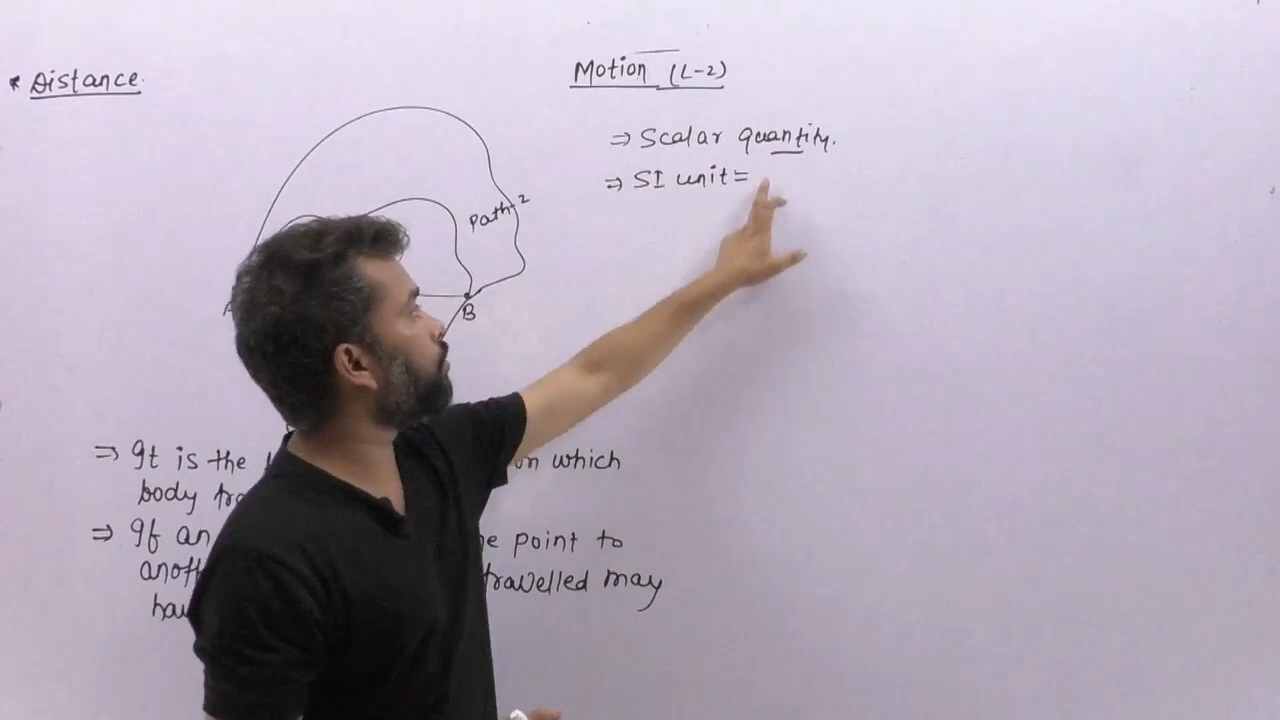 * Distance.
Motion (L-2)
⇒ Scalar quantity.
⇒ SI unit=
Path-2
A
B
⇒ It is the on which
body
⇒ If an point to
travelled may